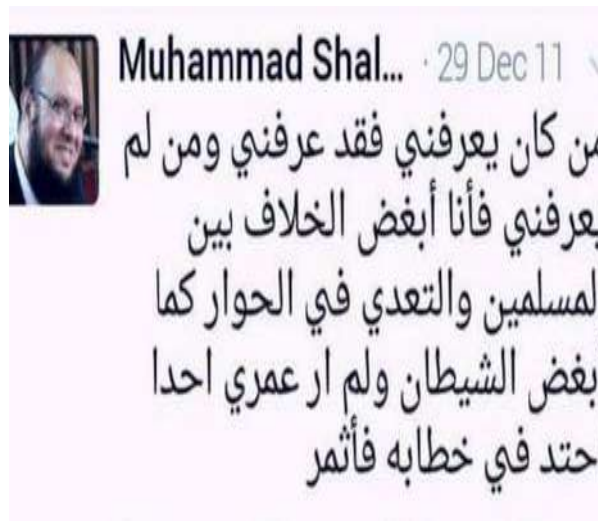 Muhammad Shal... · 29 Dec 11
من كان يعرفني فقد عرفني ومن لم
يعرفني فأنا أبغض الخلاف بين
لمسلمين والتعدي في الحوار كما
بغض الشيطان ولم ار عمري احدا
حتد في خطابه فأثمر